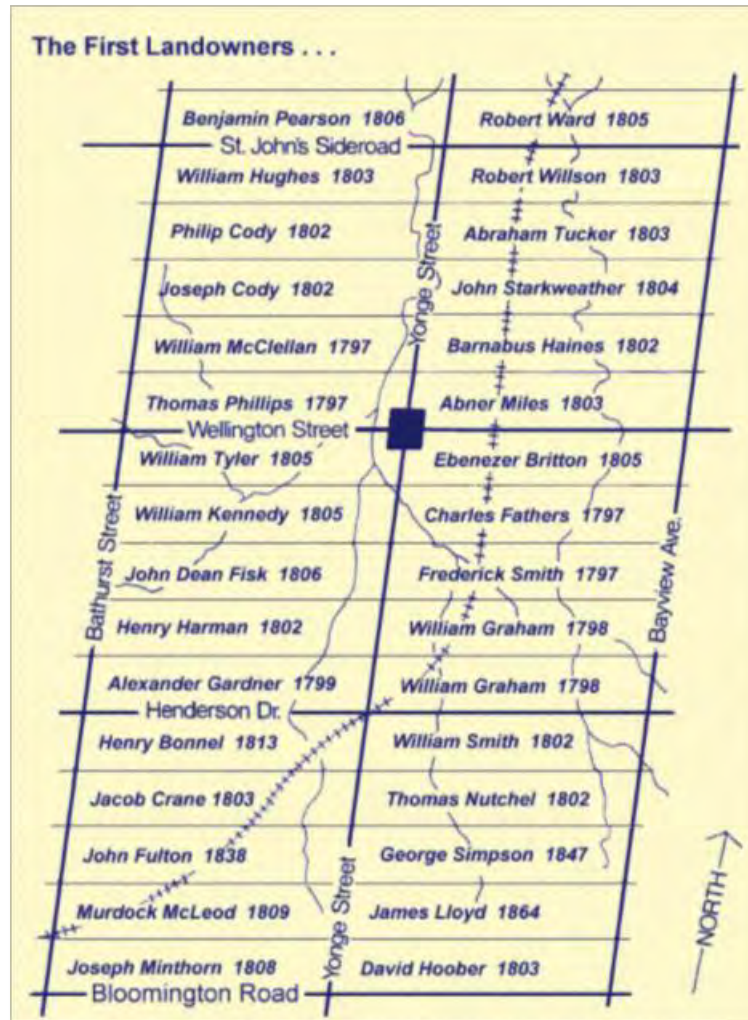 The First Landowners . . .
Benjamin Pearson 1806
Robert Ward 1805
St. John's Sideroad
William Hughes 1803
Robert Willson 1803
Philip Cody 1802
Abraham Tucker 1803
Yonge Street
Joseph Cody 1802
John Starkweather 1804
William McClellan 1797
Barnabus Haines 1802
Thomas Phillips 1797
Abner Miles 1803
Wellington Street
William Tyler 1805
Ebenezer Britton 1805
William Kennedy 1805
Charles Fathers 1797
Bathurst Street
Bayview Ave.
John Dean Fisk 1806
Frederick Smith 1797
Henry Harman 1802
William Graham 1798
Alexander Gardner 1799
William Graham 1798
Henderson Dr.
Henry Bonnel 1813
William Smith 1802
Jacob Crane 1803
Thomas Nutchel 1802
John Fulton 1838
George Simpson 1847
Murdock McLeod 1809
James Lloyd 1864
Yonge Street
NORTH
Joseph Minthorn 1808
David Hoober 1803
Bloomington Road